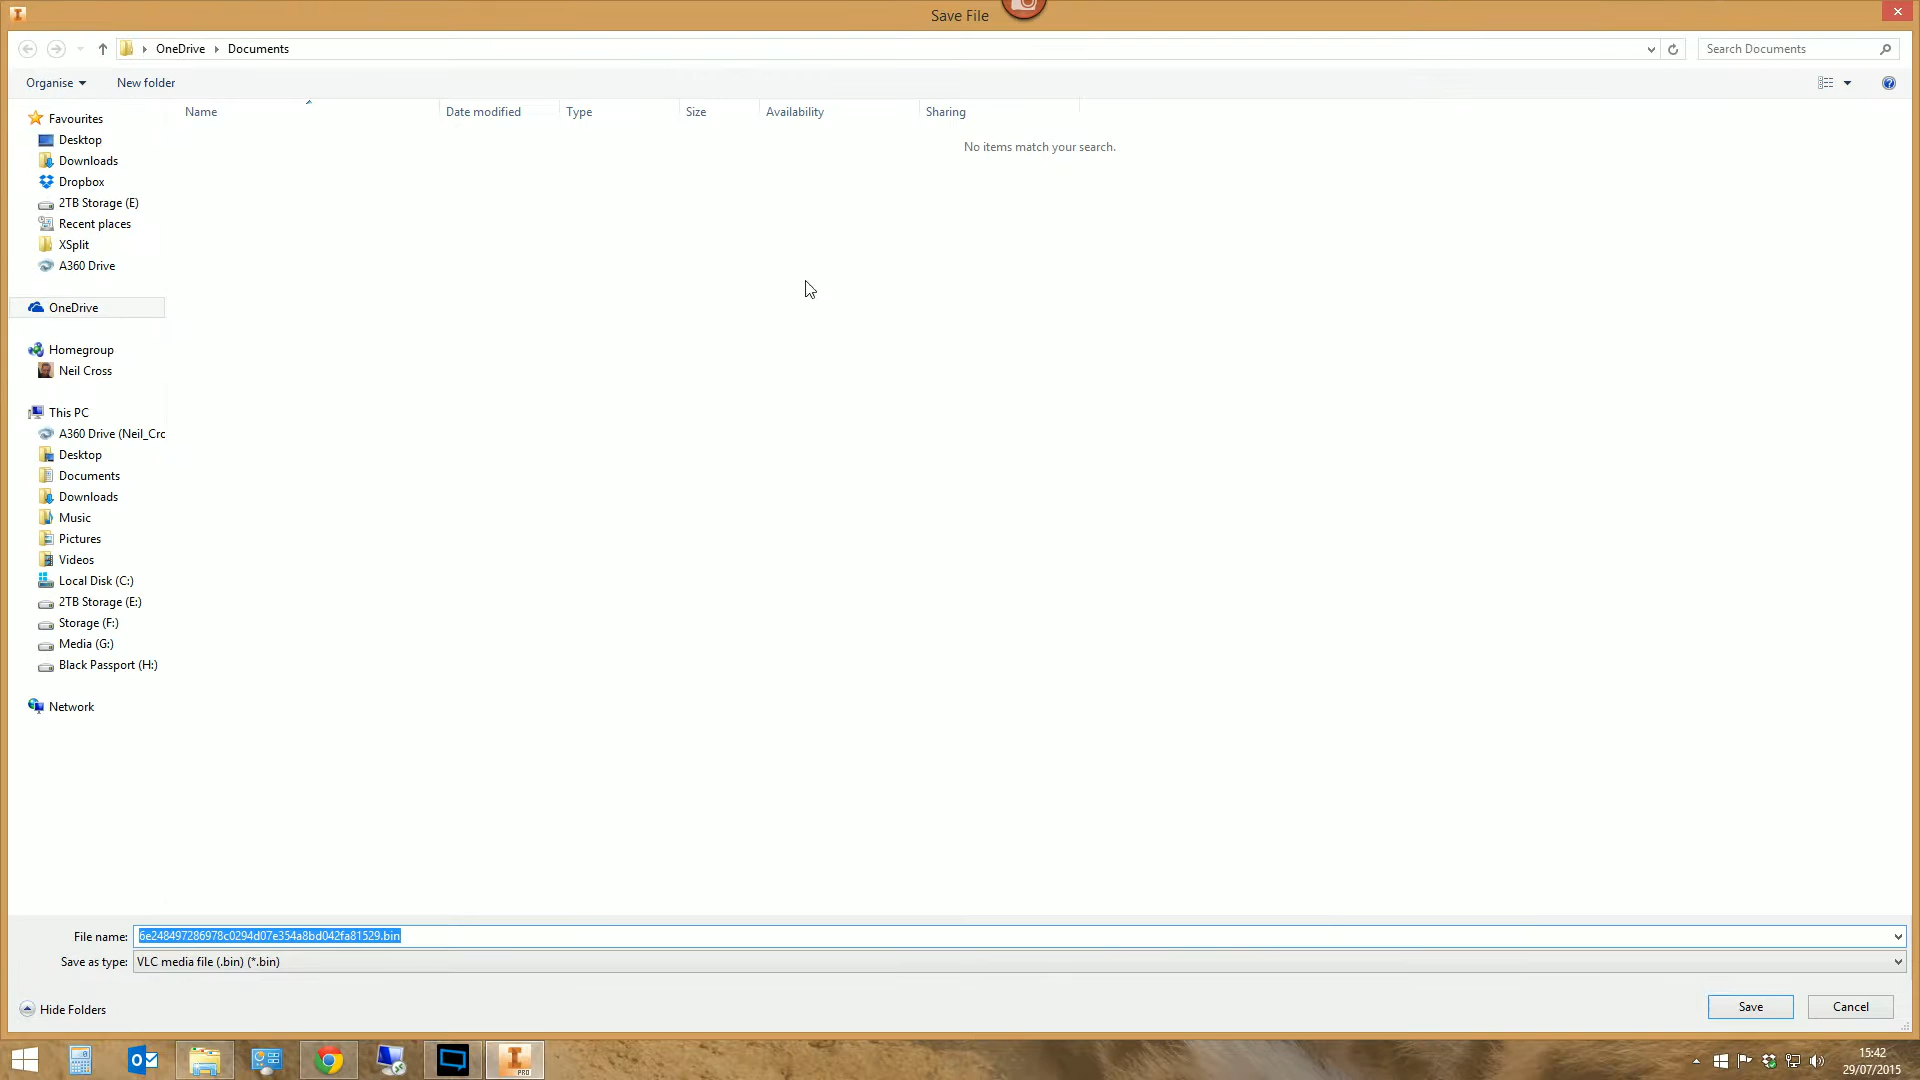 Save File
OneDrive Documents
Search Documents
Organise New folder
Name Date modified Type Size Availability Sharing
No items match your search.
Favourites
Desktop
Downloads
Dropbox
2TB Storage (E)
Recent places
XSplit
A360 Drive
OneDrive
Homegroup
Neil Cross
This PC
A360 Drive (Neil_Crc
Desktop
Documents
Downloads
Music
Pictures
Videos
Local Disk (C:)
2TB Storage (E:)
Storage (F:)
Media (G:)
Black Passport (H:)
Network
File name: 6e248497286978c0294d07e354a8bd042fa81529.bin
Save as type: VLC media file (.bin) (*.bin)
Hide Folders Save Cancel
PRO
15:42
29/07/2015